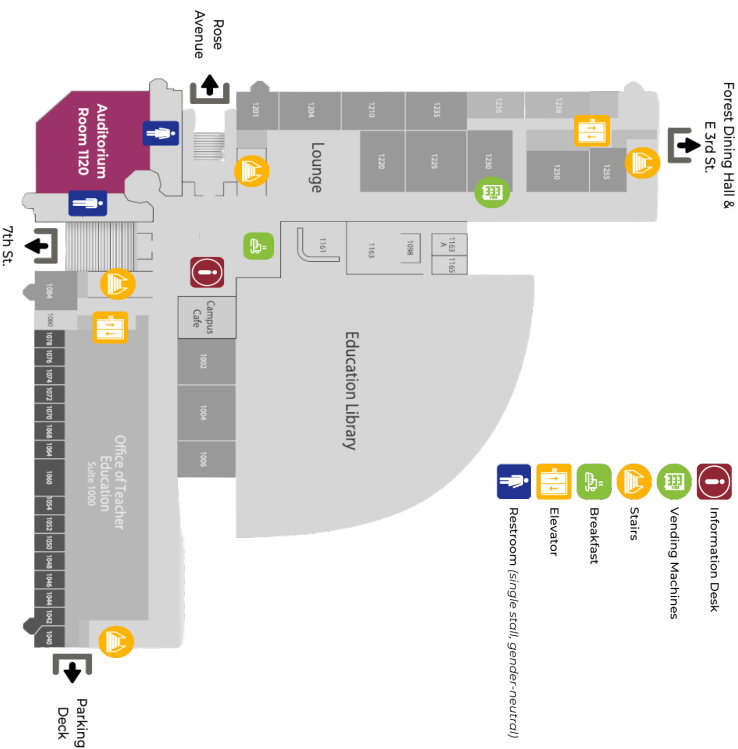 Rose
Avenue
Forest Dining Hall &
E 3rd St.
Auditorium
Room 1120
7th St.
Parking
Deck
Lounge
1201
1204
1210
1235
1236
1238
1220
1225
1230
1250
1255
1161
1163
1098
1163
A
1165
Campus
Cafe
1002
1004
1006
Education Library
1084
1080
1078
1076
1074
1072
1070
1068
1064
1060
1054
1052
1050
1048
1046
1044
1042
1040
Office of Teacher
Education
Suite 1000
Information Desk
Vending Machines
Stairs
Breakfast
Elevator
Restroom (single stall, gender-neutral)